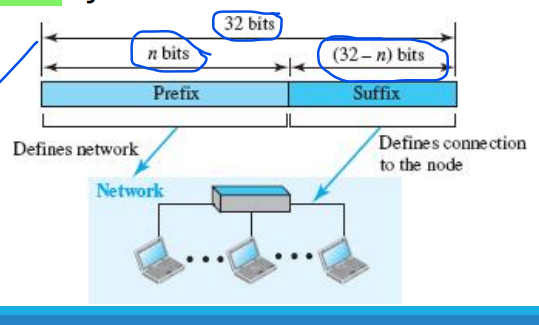 32 bits
n bits
(32 – n) bits
Prefix
Suffix
Defines network
Defines connection
to the node
Network